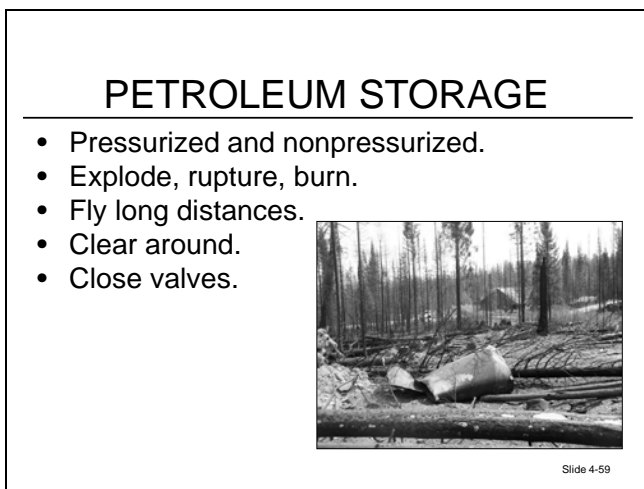 PETROLEUM STORAGE
• Pressurized and nonpressurized.
• Explode, rupture, burn.
• Fly long distances.
• Clear around.
• Close valves.
Slide 4-59